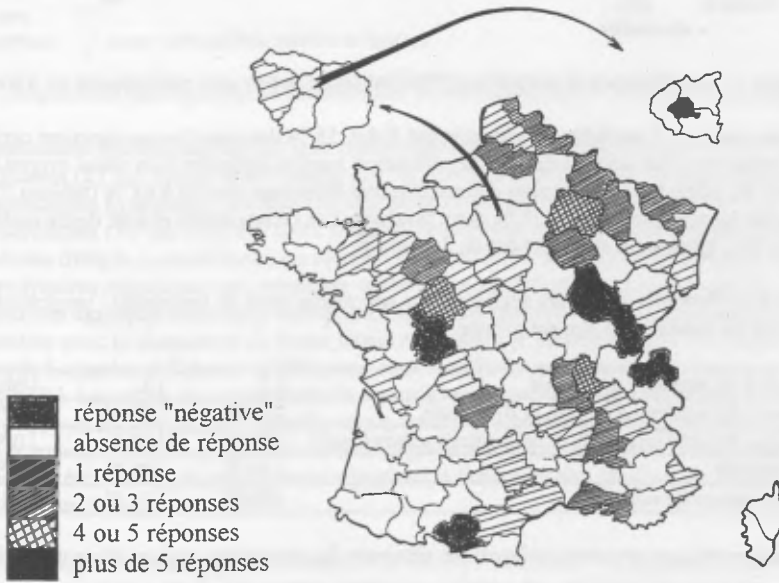 réponse "négative"
absence de réponse
1 réponse
2 ou 3 réponses
4 ou 5 réponses
plus de 5 réponses